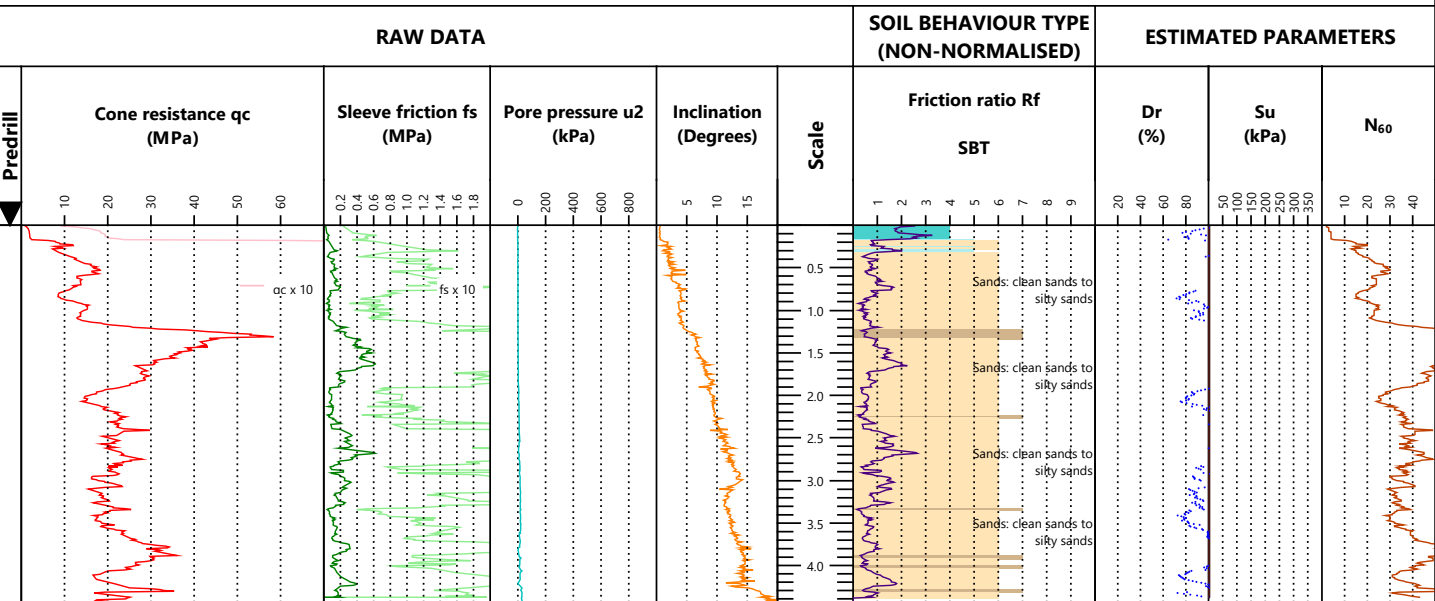 RAW DATA
SOIL BEHAVIOUR TYPE
(NON-NORMALISED)
ESTIMATED PARAMETERS
Predrill
Cone resistance qc
(MPa)
Sleeve friction fs
(MPa)
Pore pressure u2
(kPa)
Inclination
(Degrees)
Scale
Friction ratio Rf
SBT
Dr
(%)
Su
(kPa)
N₆₀
10 20 30 40 50 60
0.2 0.4 0.6 0.8 1.0 1.2 1.4 1.6 1.8
0 200 400 600 800
5 10 15
1 2 3 4 5 6 7 8 9
20 40 60 80
50 100 150 200 250 300 350
10 20 30 40
qc x 10
fs x 10
0.5
1.0
1.5
2.0
2.5
3.0
3.5
4.0
Sands: clean sands to
silty sands
Sands: clean sands to
silty sands
Sands: clean sands to
silty sands
Sands: clean sands to
silty sands